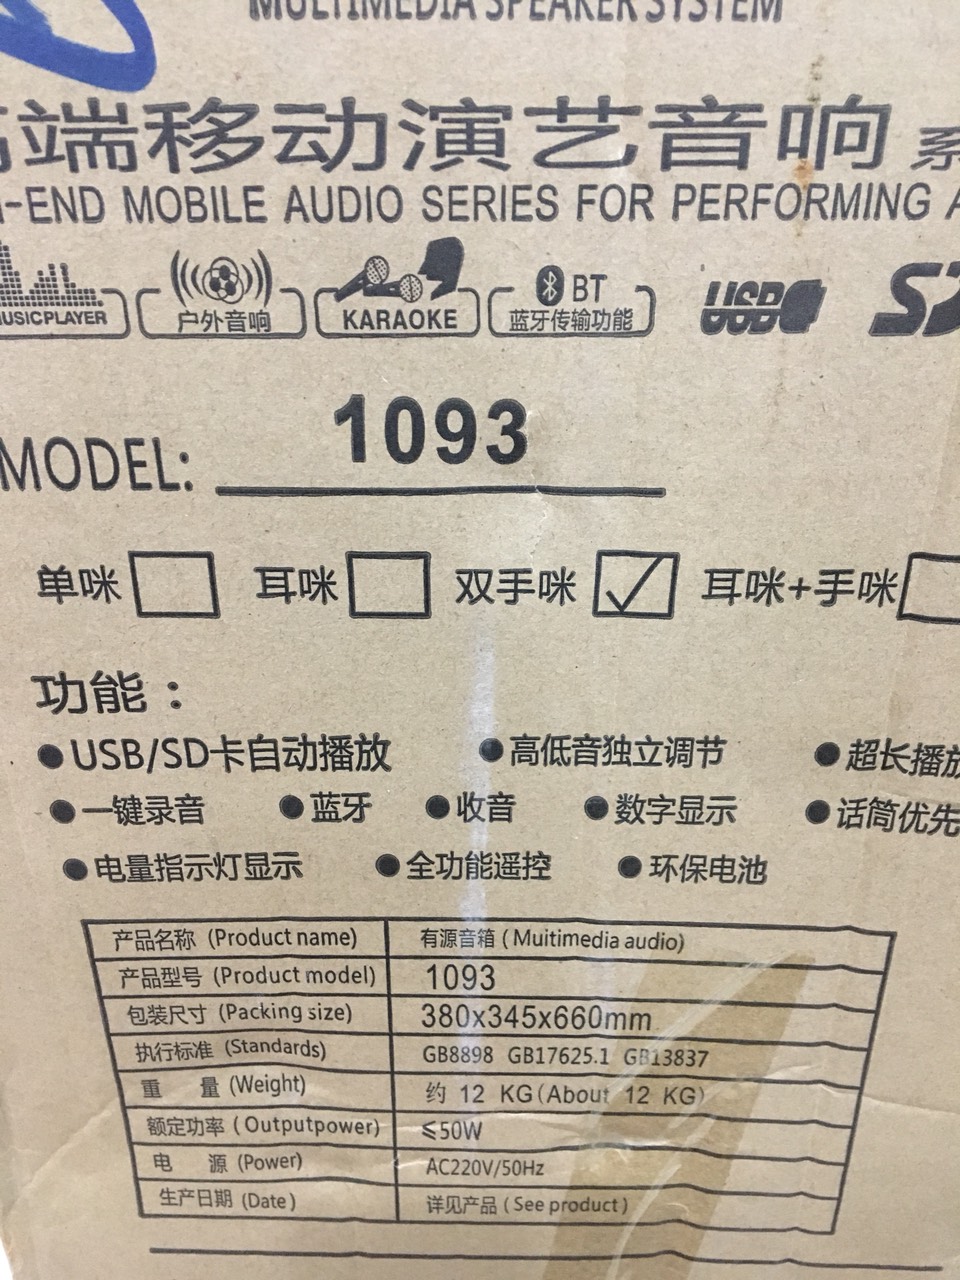 MULTIMEDIA SPEAKER SYSTEM
高端移动演艺音响系
-END MOBILE AUDIO SERIES FOR PERFORMING A
MUSICPLAYER 户外音响 KARAOKE BT 蓝牙传输功能 USB SD
MODEL: 1093
单咪 耳咪 双手咪 耳咪+手咪
功能：
●USB/SD卡自动播放 ●高低音独立调节 ●超长播放
●一键录音 ●蓝牙 ●收音 ●数字显示 ●话筒优先
●电量指示灯显示 ●全功能遥控 ●环保电池
产品名称 (Product name) 有源音箱 (Muitimedia audio)
产品型号 (Product model) 1093
包装尺寸 (Packing size) 380x345x660mm
执行标准 (Standards) GB8898 GB17625.1 GB13837
重 量 (Weight) 约 12 KG(About 12 KG)
额定功率 (Outputpower) ≤50W
电 源 (Power) AC220V/50Hz
生产日期 (Date) 详见产品 (See product)